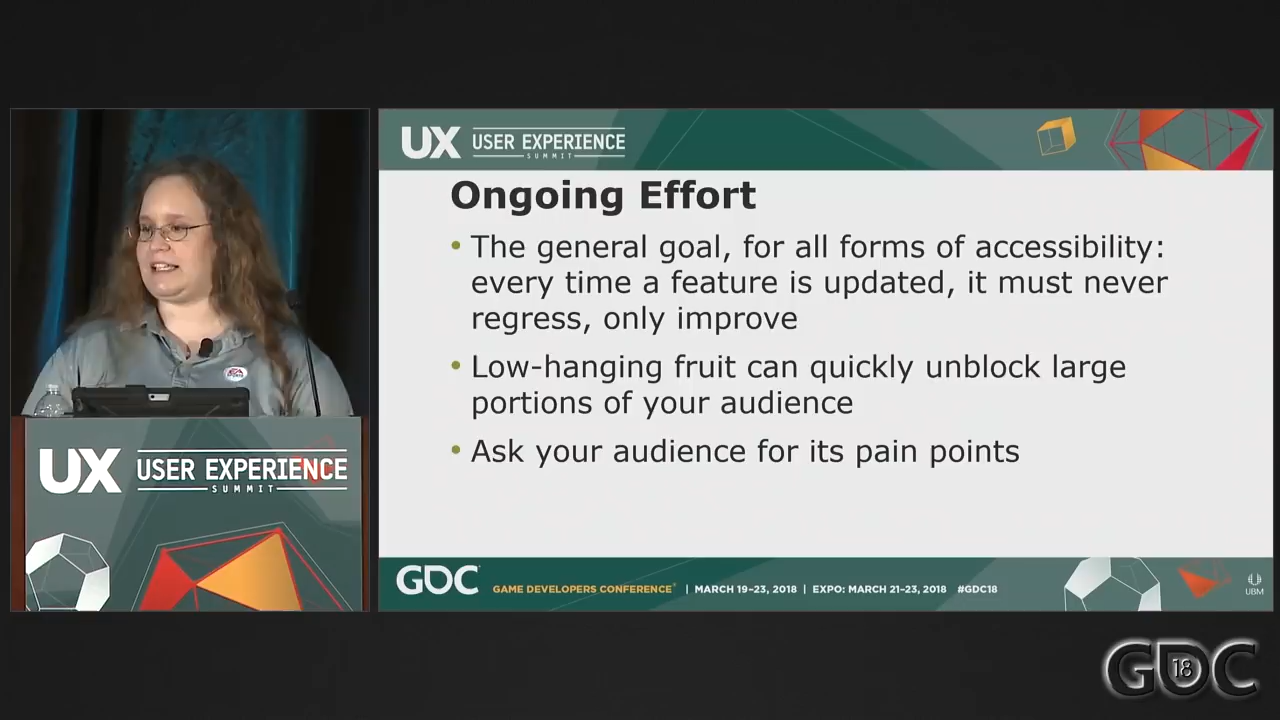 UX USER EXPERIENCE
SUMMIT
Ongoing Effort
• The general goal, for all forms of accessibility:
every time a feature is updated, it must never
regress, only improve
• Low-hanging fruit can quickly unblock large
portions of your audience
• Ask your audience for its pain points
UX USER EXPERIENCE
SUMMIT
GDC GAME DEVELOPERS CONFERENCE® | MARCH 19–23, 2018 | EXPO: MARCH 21–23, 2018 #GDC18
UBM
GDC
18